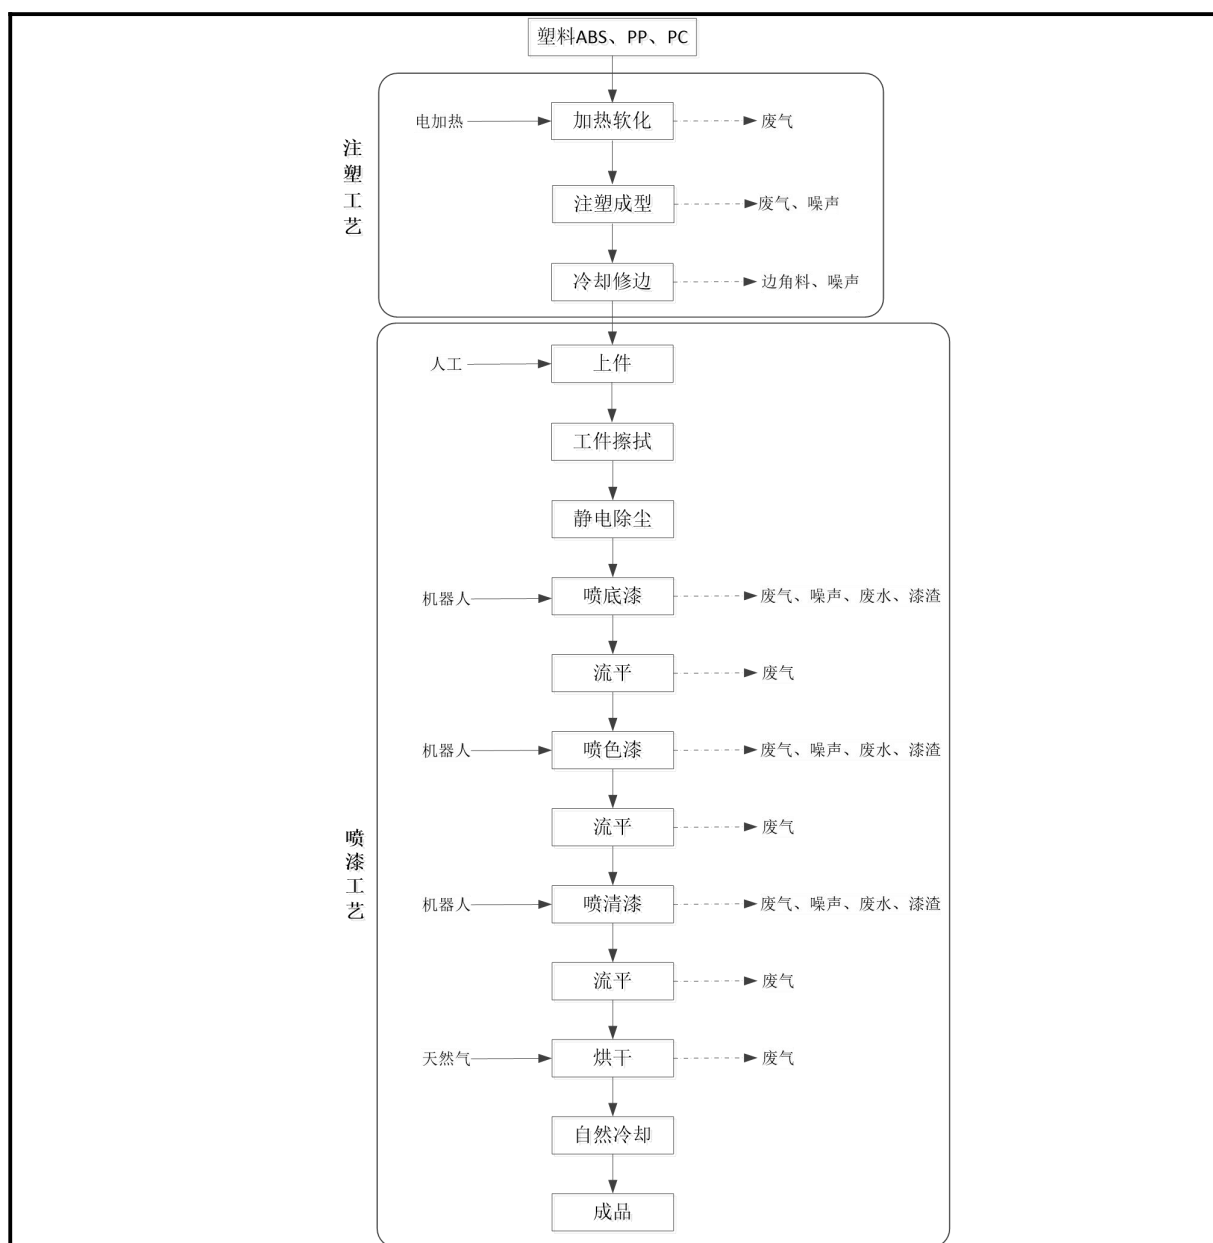 塑料ABS、PP、PC
电加热
加热软化
废气
注塑工艺
注塑成型
废气、噪声
冷却修边
边角料、噪声
人工
上件
工件擦拭
静电除尘
机器人
喷底漆
废气、噪声、废水、漆渣
流平
废气
机器人
喷色漆
废气、噪声、废水、漆渣
流平
废气
喷漆工艺
机器人
喷清漆
废气、噪声、废水、漆渣
流平
废气
天然气
烘干
废气
自然冷却
成品